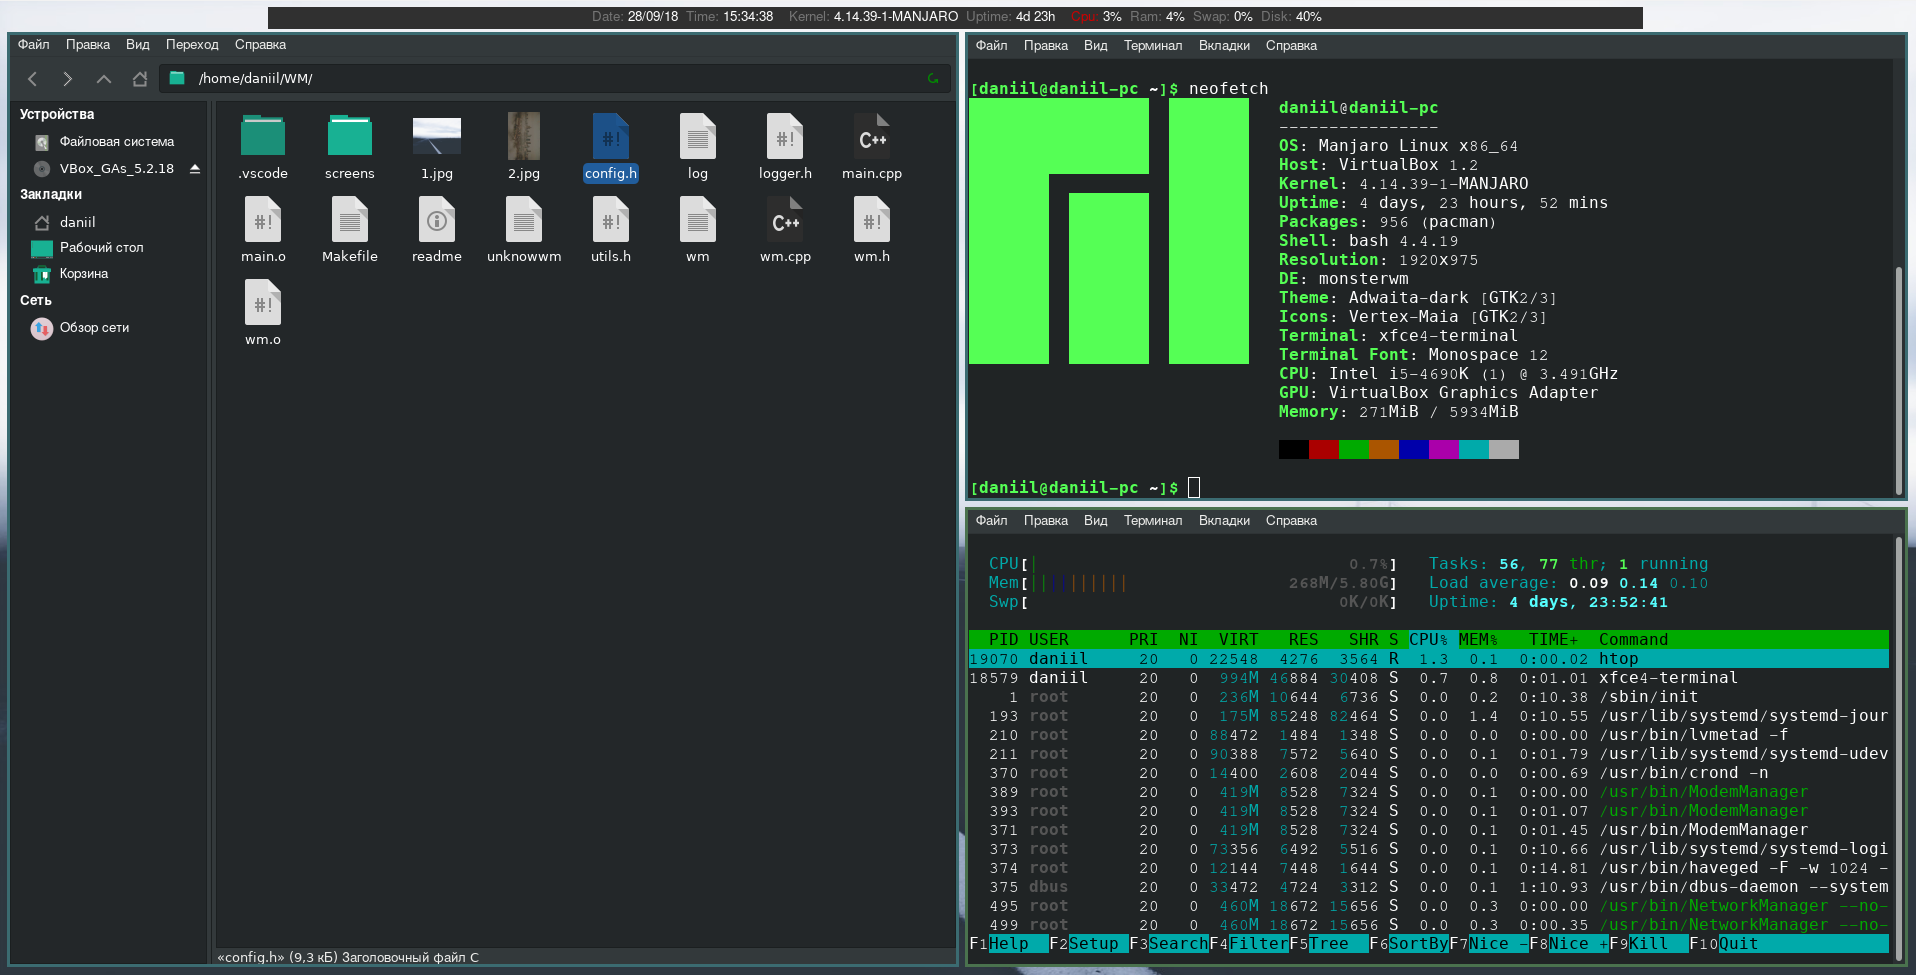 Date: 28/09/18 Time: 15:34:38 Kernel: 4.14.39-1-MANJARO Uptime: 4d 23h Cpu: 3% Ram: 4% Swap: 0% Disk: 40%
Файл Правка Вид Переход Справка
/home/daniil/WM/
Устройства
Файловая система
VBox_GAs_5.2.18
Закладки
daniil
Рабочий стол
Корзина
Сеть
Обзор сети
.vscode screens 1.jpg 2.jpg config.h log logger.h main.cpp
main.o Makefile readme unknowwm utils.h wm wm.cpp wm.h
wm.o
«config.h» (9,3 кБ) Заголовочный файл C
Файл Правка Вид Терминал Вкладки Справка
[daniil@daniil-pc ~]$ neofetch
daniil@daniil-pc
----------------
OS: Manjaro Linux x86_64
Host: VirtualBox 1.2
Kernel: 4.14.39-1-MANJARO
Uptime: 4 days, 23 hours, 52 mins
Packages: 956 (pacman)
Shell: bash 4.4.19
Resolution: 1920x975
DE: monsterwm
Theme: Adwaita-dark [GTK2/3]
Icons: Vertex-Maia [GTK2/3]
Terminal: xfce4-terminal
Terminal Font: Monospace 12
CPU: Intel i5-4690K (1) @ 3.491GHz
GPU: VirtualBox Graphics Adapter
Memory: 271MiB / 5934MiB
[daniil@daniil-pc ~]$
Файл Правка Вид Терминал Вкладки Справка
CPU[| 0.7%] Tasks: 56, 77 thr; 1 running
Mem[|||||||||| 268M/5.80G] Load average: 0.09 0.14 0.10
Swp[ 0K/0K] Uptime: 4 days, 23:52:41
PID USER PRI NI VIRT RES SHR S CPU% MEM% TIME+ Command
19070 daniil 20 0 22548 4276 3564 R 1.3 0.1 0:00.02 htop
18579 daniil 20 0 994M 46884 30408 S 0.7 0.8 0:01.01 xfce4-terminal
1 root 20 0 236M 10644 6736 S 0.0 0.2 0:10.38 /sbin/init
193 root 20 0 175M 85248 82464 S 0.0 1.4 0:10.55 /usr/lib/systemd/systemd-jour
210 root 20 0 88472 1484 1348 S 0.0 0.0 0:00.00 /usr/bin/lvmetad -f
211 root 20 0 90388 7572 5640 S 0.0 0.1 0:01.79 /usr/lib/systemd/systemd-udev
370 root 20 0 14400 2608 2044 S 0.0 0.0 0:00.69 /usr/bin/crond -n
389 root 20 0 419M 8528 7324 S 0.0 0.1 0:00.00 /usr/bin/ModemManager
393 root 20 0 419M 8528 7324 S 0.0 0.1 0:01.07 /usr/bin/ModemManager
371 root 20 0 419M 8528 7324 S 0.0 0.1 0:01.45 /usr/bin/ModemManager
373 root 20 0 73356 6492 5516 S 0.0 0.1 0:10.66 /usr/lib/systemd/systemd-logi
374 root 20 0 12144 7448 1644 S 0.0 0.1 0:14.81 /usr/bin/haveged -F -w 1024 -
375 dbus 20 0 33472 4724 3312 S 0.0 0.1 1:10.93 /usr/bin/dbus-daemon --system
495 root 20 0 460M 18672 15656 S 0.0 0.3 0:00.00 /usr/bin/NetworkManager --no-
499 root 20 0 460M 18672 15656 S 0.0 0.3 0:00.35 /usr/bin/NetworkManager --no-
F1Help F2Setup F3SearchF4FilterF5Tree F6SortByF7Nice -F8Nice +F9Kill F10Quit